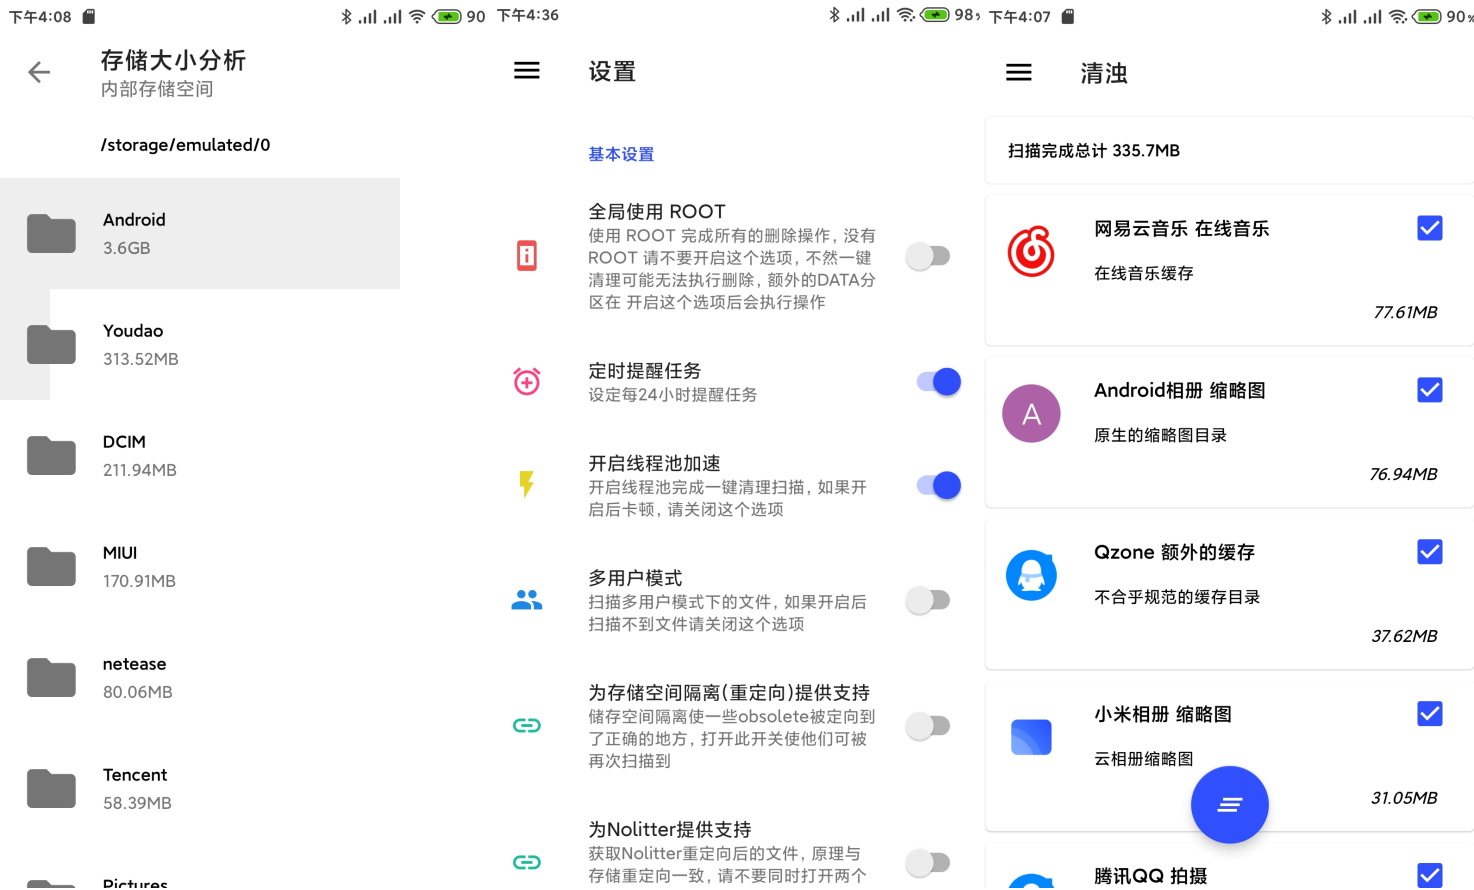 下午4:08
90
存储大小分析
内部存储空间
/storage/emulated/0
Android
3.6GB
Youdao
313.52MB
DCIM
211.94MB
MIUI
170.91MB
netease
80.06MB
Tencent
58.39MB
Pictures
下午4:36
98
设置
基本设置
全局使用 ROOT
使用 ROOT 完成所有的删除操作, 没有
ROOT 请不要开启这个选项, 不然一键
清理可能无法执行删除, 额外的DATA分
区在 开启这个选项后会执行操作
定时提醒任务
设定每24小时提醒任务
开启线程池加速
开启线程池完成一键清理扫描, 如果开
启后卡顿, 请关闭这个选项
多用户模式
扫描多用户模式下的文件, 如果开启后
扫描不到文件请关闭这个选项
为存储空间隔离(重定向)提供支持
储存空间隔离使一些obsolete被定向到
了正确的地方, 打开此开关使他们可被
再次扫描到
为Nolitter提供支持
获取Nolitter重定向后的文件, 原理与
存储重定向一致, 请不要同时打开两个
下午4:07
90%
清浊
扫描完成总计 335.7MB
网易云音乐 在线音乐
在线音乐缓存
77.61MB
A
Android相册 缩略图
原生的缩略图目录
76.94MB
Qzone 额外的缓存
不合乎规范的缓存目录
37.62MB
小米相册 缩略图
云相册缩略图
31.05MB
腾讯QQ 拍摄